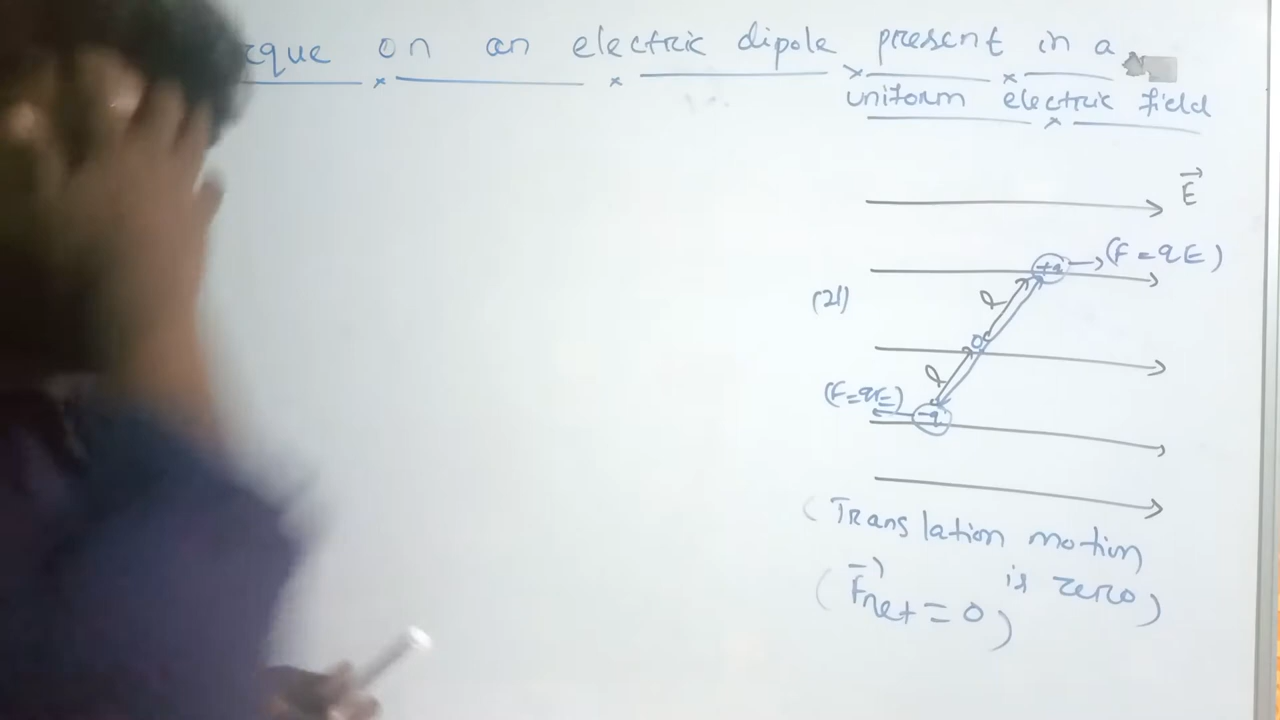 que on an electric dipole present in a
uniform electric field
E
(F = qE)
+q
(2l)
l
O
l
(F=qE)
-q
(Translation motion
is zero)
(Fnet = 0)